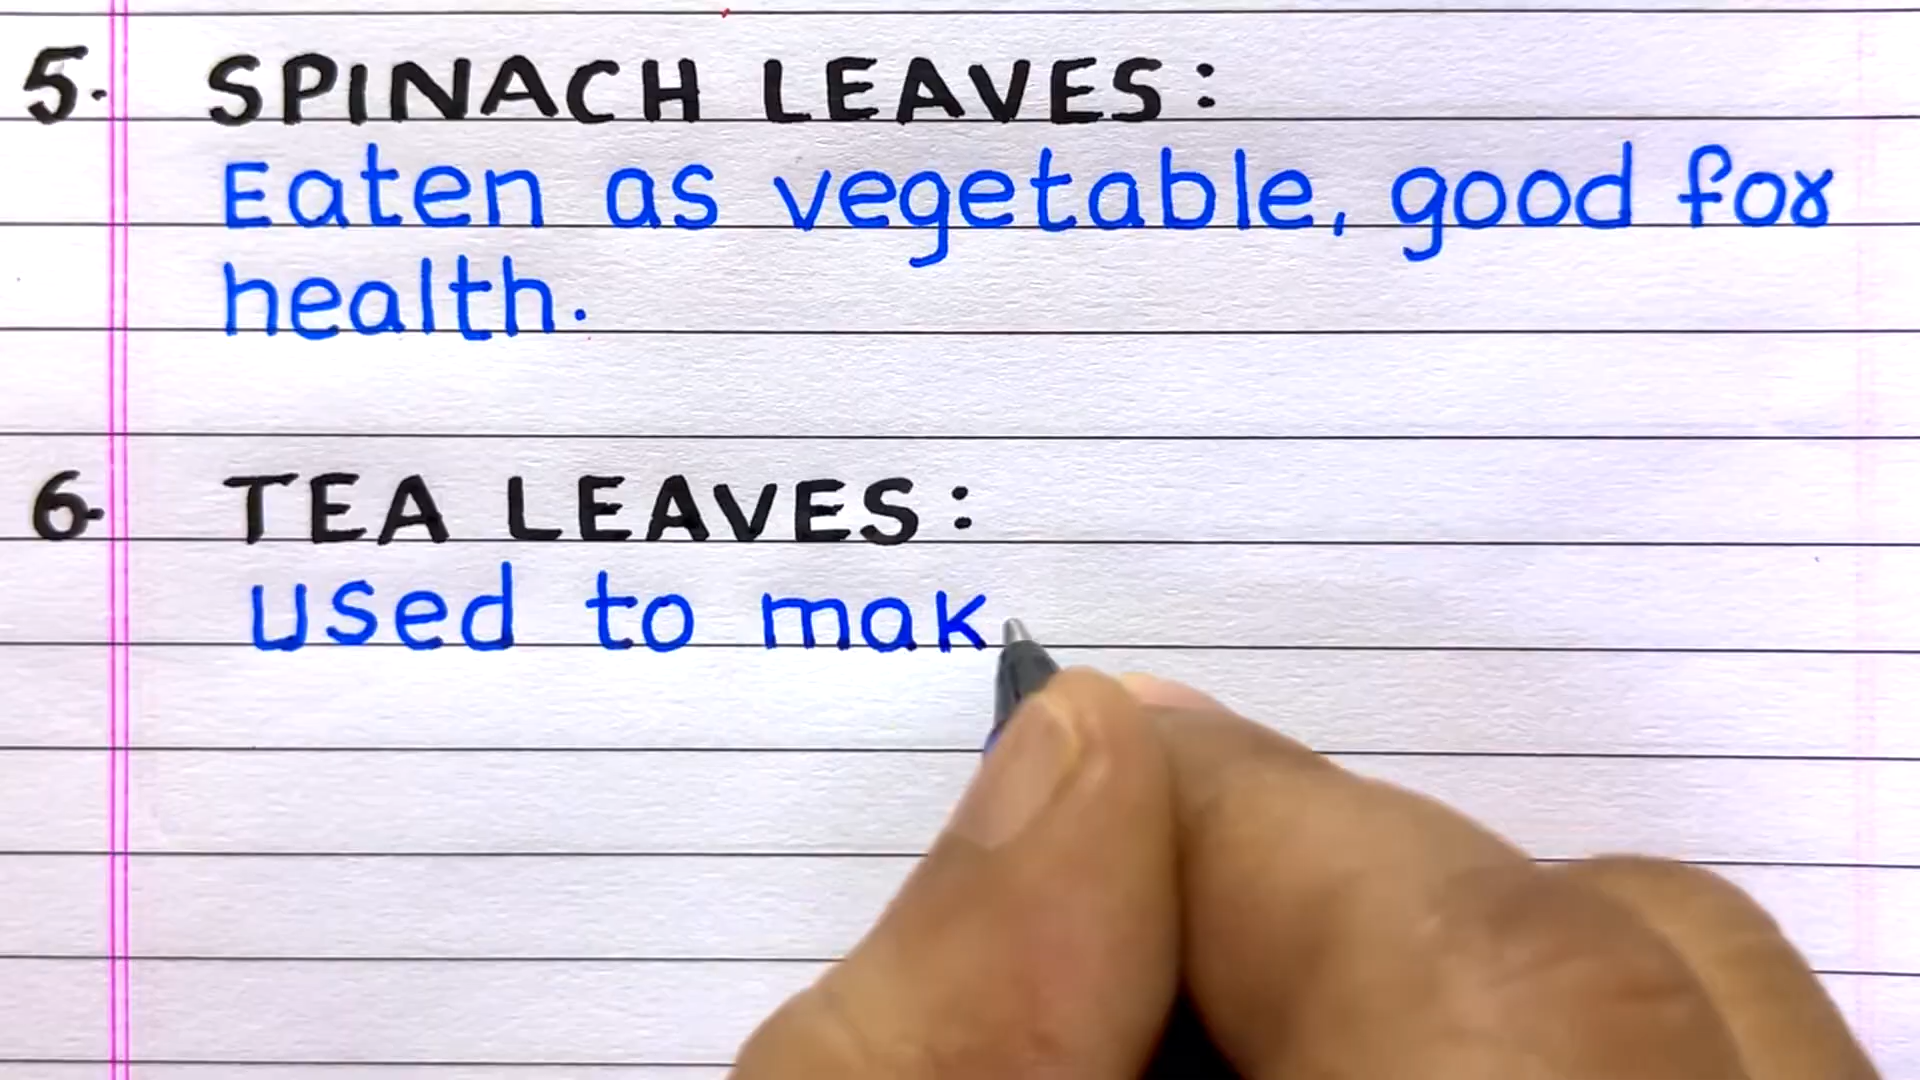 5. SPINACH LEAVES:
Eaten as vegetable, good for
health.
6. TEA LEAVES:
used to mak